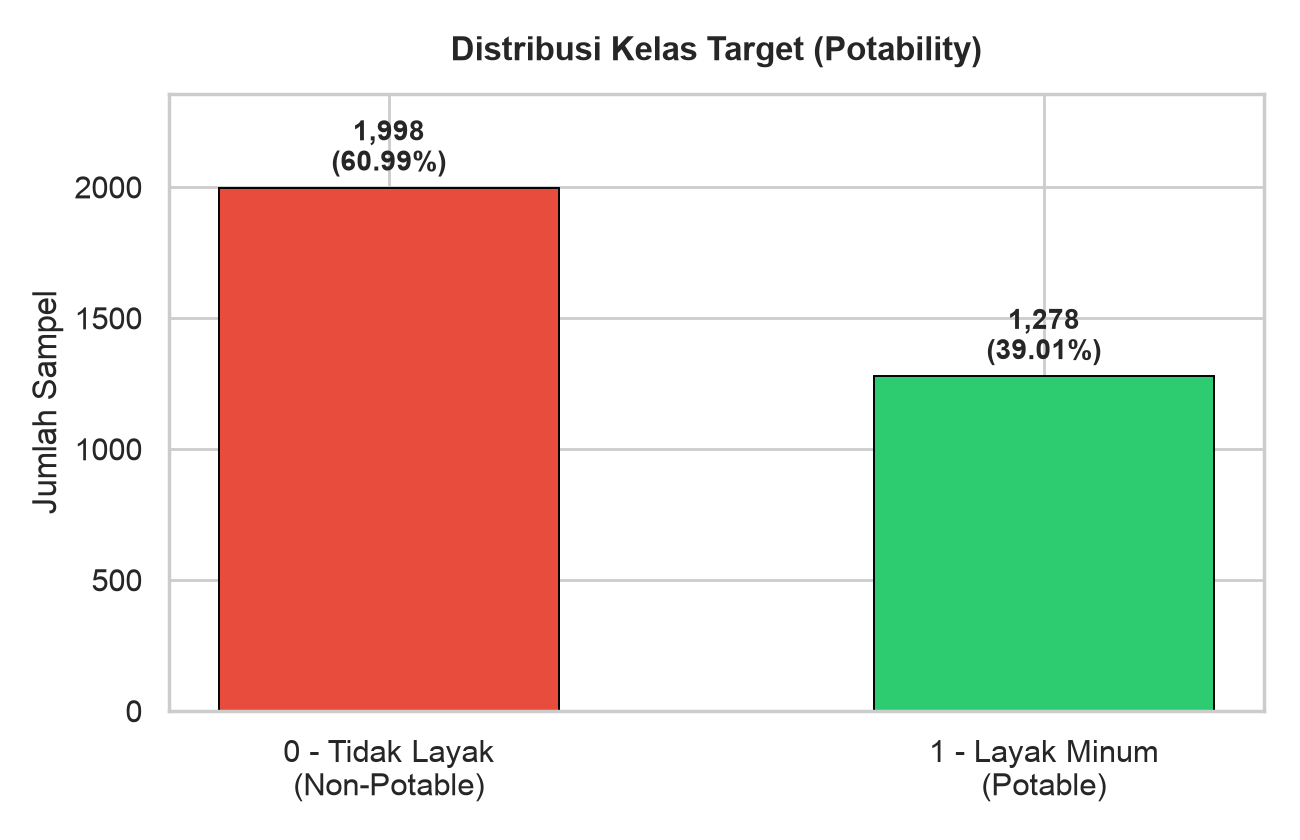 Distribusi Kelas Target (Potability)
1,998
(60.99%)
1,278
(39.01%)
Jumlah Sampel
2000
1500
1000
500
0
0 - Tidak Layak
(Non-Potable)
1 - Layak Minum
(Potable)